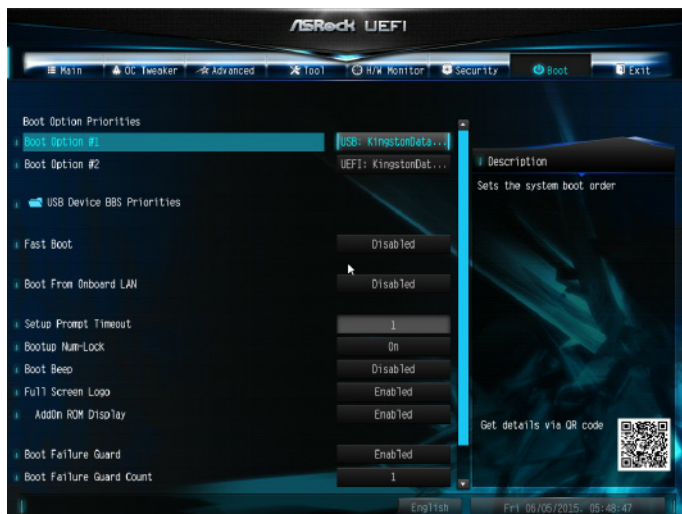 ASRock UEFI
Main OC Tweaker Advanced Tool H/W Monitor Security Boot Exit
Boot Option Priorities
Boot Option #1 USB: KingstonData...
Boot Option #2 UEFI: KingstonDat...
USB Device BBS Priorities
Fast Boot Disabled
Boot From Onboard LAN Disabled
Setup Prompt Timeout 1
Bootup Num-Lock On
Boot Beep Disabled
Full Screen Logo Enabled
AddOn ROM Display Enabled
Boot Failure Guard Enabled
Boot Failure Guard Count 1
Description
Sets the system boot order
Get details via QR code
English Fri 06/05/2015, 05:48:47